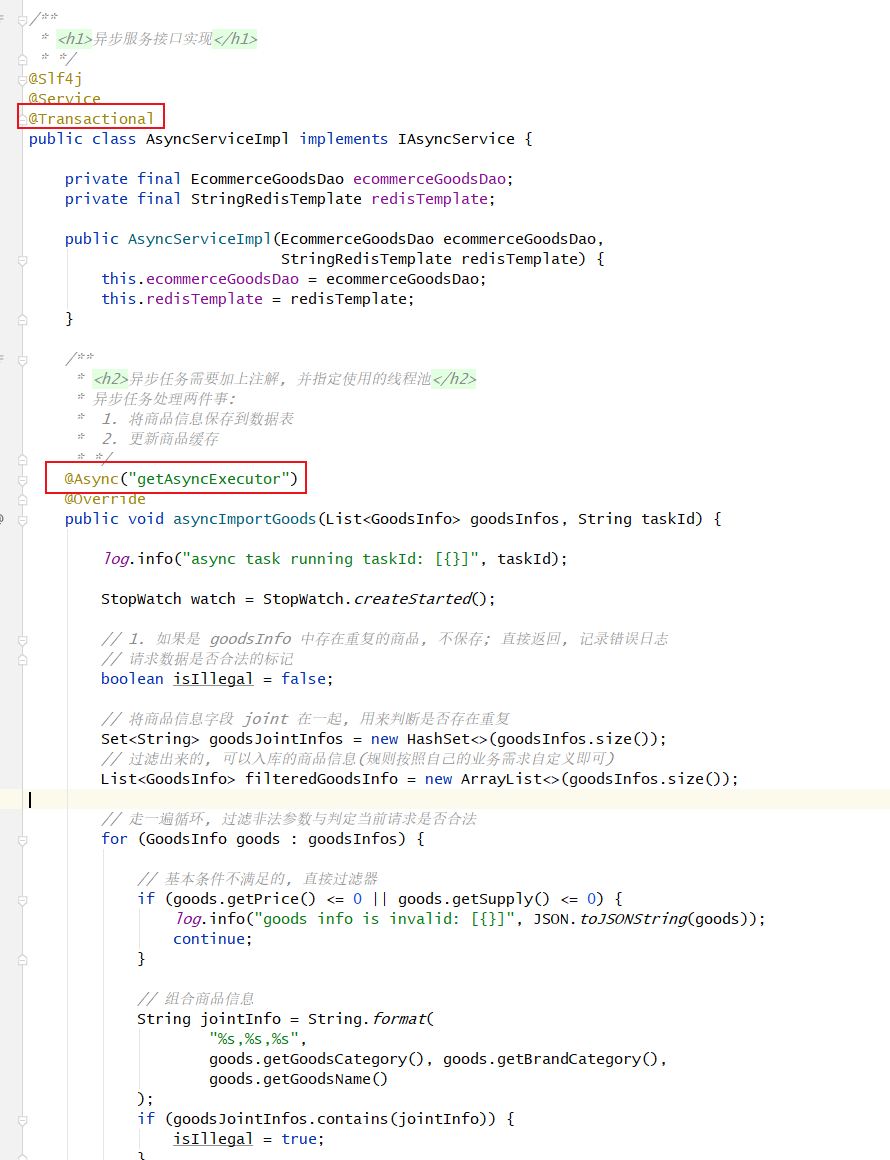 /**
 * <h1>异步服务接口实现</h1>
 * */
@Slf4j
@Service
@Transactional
public class AsyncServiceImpl implements IAsyncService {
    private final EcommerceGoodsDao ecommerceGoodsDao;
    private final StringRedisTemplate redisTemplate;
    public AsyncServiceImpl(EcommerceGoodsDao ecommerceGoodsDao,
                            StringRedisTemplate redisTemplate) {
        this.ecommerceGoodsDao = ecommerceGoodsDao;
        this.redisTemplate = redisTemplate;
    }
    /**
     * <h2>异步任务需要加上注解, 并指定使用的线程池</h2>
     * 异步任务处理两件事:
     *  1. 将商品信息保存到数据表
     *  2. 更新商品缓存
     * */
    @Async("getAsyncExecutor")
    @Override
    public void asyncImportGoods(List<GoodsInfo> goodsInfos, String taskId) {
        log.info("async task running taskId: [{}]", taskId);
        StopWatch watch = StopWatch.createStarted();
        // 1. 如果是 goodsInfo 中存在重复的商品, 不保存; 直接返回, 记录错误日志
        // 请求数据是否合法的标记
        boolean isIllegal = false;
        // 将商品信息字段 joint 在一起, 用来判断是否存在重复
        Set<String> goodsJointInfos = new HashSet<>(goodsInfos.size());
        // 过滤出来的, 可以入库的商品信息(规则按照自己的业务需求自定义即可)
        List<GoodsInfo> filteredGoodsInfo = new ArrayList<>(goodsInfos.size());
        // 走一遍循环, 过滤非法参数与判定当前请求是否合法
        for (GoodsInfo goods : goodsInfos) {
            // 基本条件不满足的, 直接过滤器
            if (goods.getPrice() <= 0 || goods.getSupply() <= 0) {
                log.info("goods info is invalid: [{}]", JSON.toJSONString(goods));
                continue;
            }
            // 组合商品信息
            String jointInfo = String.format(
                    "%s,%s,%s",
                    goods.getGoodsCategory(), goods.getBrandCategory(),
                    goods.getGoodsName()
            );
            if (goodsJointInfos.contains(jointInfo)) {
                isIllegal = true;
            }